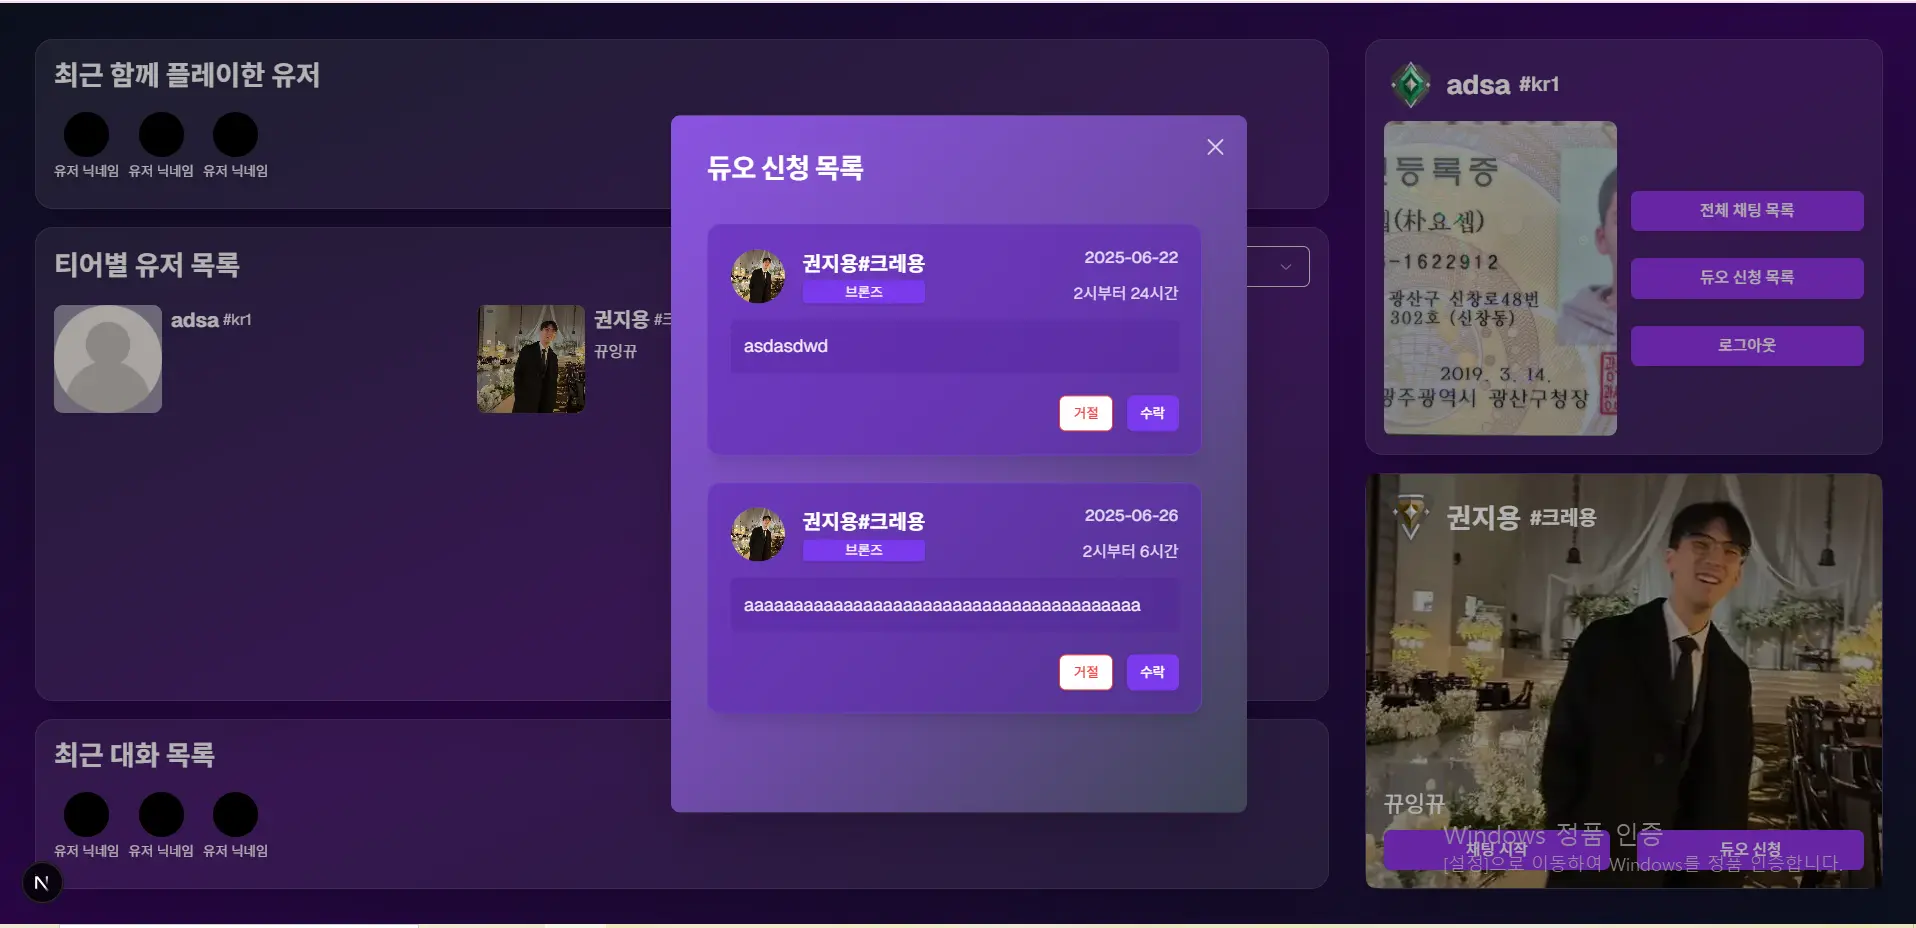 최근 함께 플레이한 유저
유저 닉네임 유저 닉네임 유저 닉네임
티어별 유저 목록
adsa #kr1
권지용 #크
뀨잉뀨
최근 대화 목록
유저 닉네임 유저 닉네임 유저 닉네임
N
듀오 신청 목록
권지용#크레용
브론즈
2025-06-22
2시부터 24시간
asdasdwd
거절 수락
권지용#크레용
브론즈
2025-06-26
2시부터 6시간
aaaaaaaaaaaaaaaaaaaaaaaaaaaaaaaaaaaaaaaa
거절 수락
adsa #kr1
등록증
(朴요셉)
-1622912
광산구 신창로48번
302호 (신창동)
2019. 3. 14.
광주광역시 광산구청장
전체 채팅 목록
듀오 신청 목록
로그아웃
권지용 #크레용
뀨잉뀨
채팅 시작 듀오 신청
Windows 정품 인증
[설정]으로 이동하여 Windows를 정품 인증합니다.